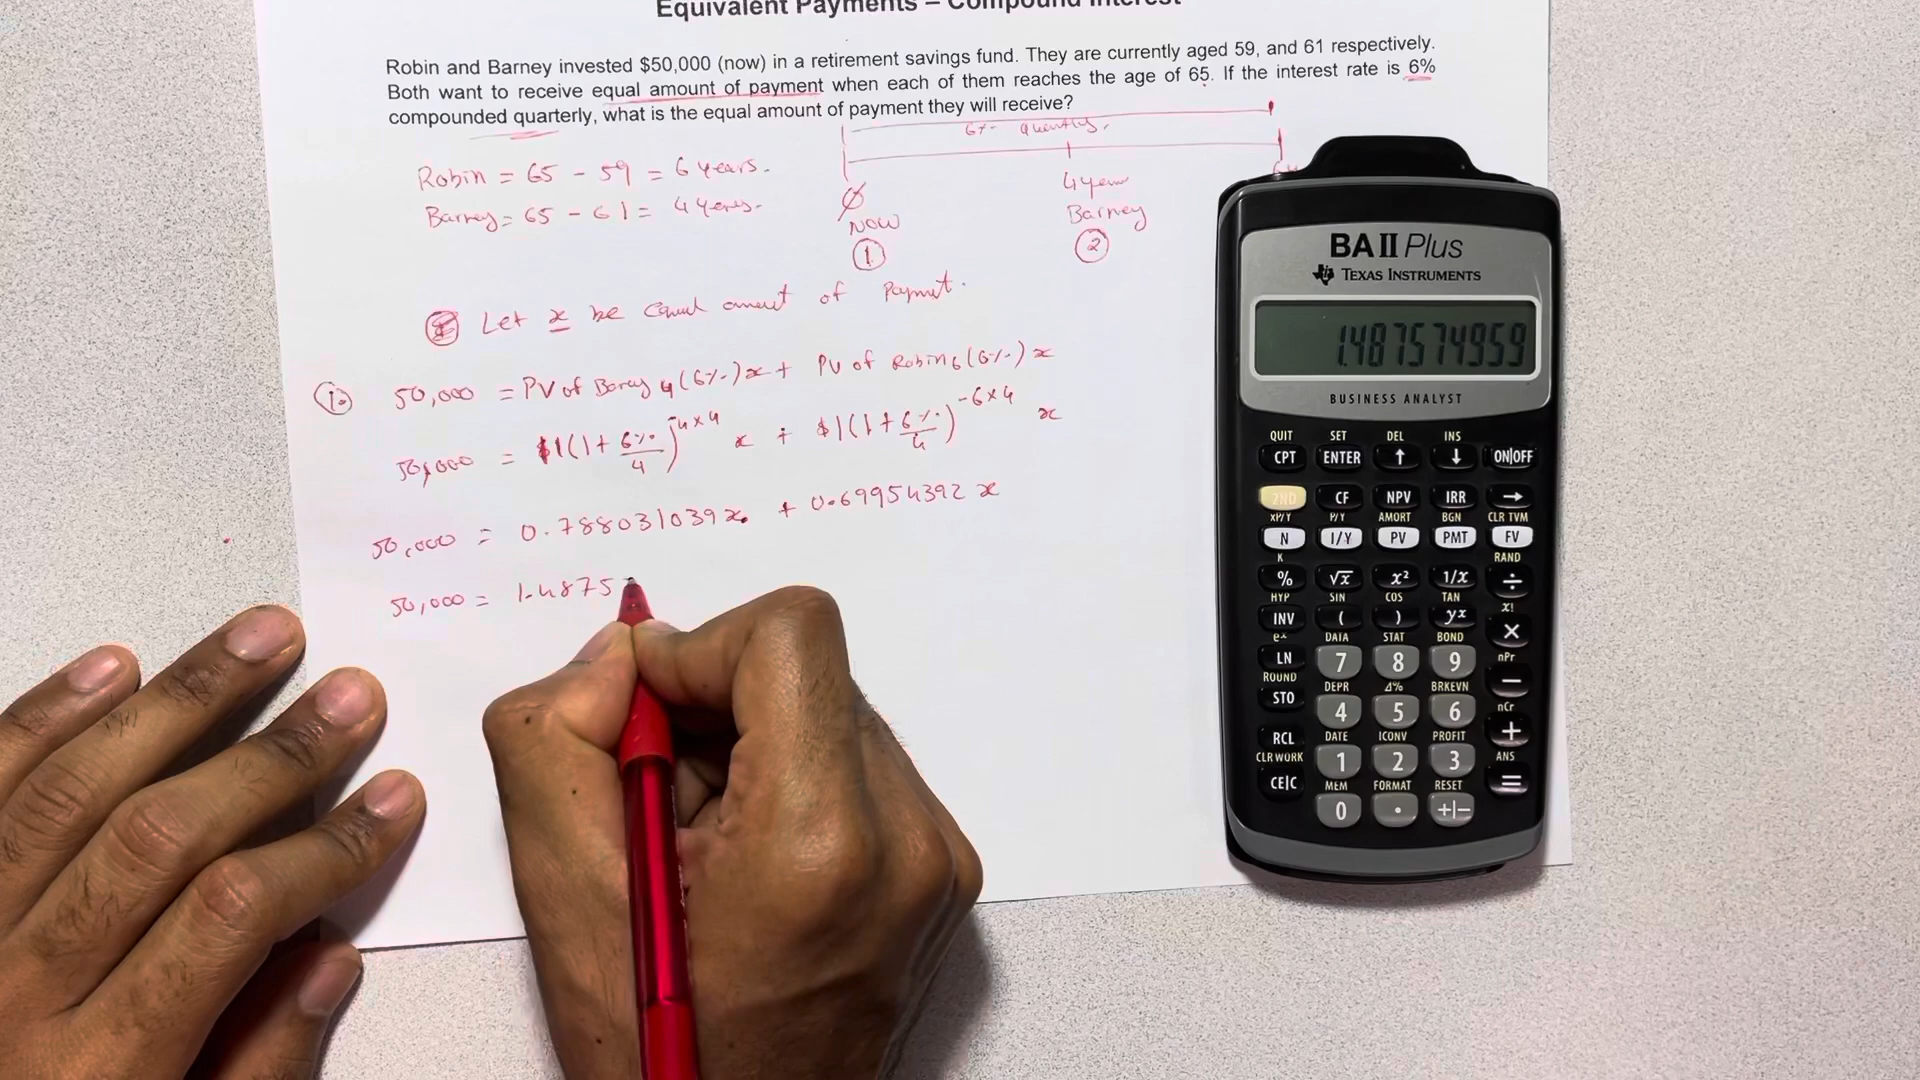 Equivalent Payments – Compound Interest
Robin and Barney invested $50,000 (now) in a retirement savings fund. They are currently aged 59, and 61 respectively.
Both want to receive equal amount of payment when each of them reaches the age of 65. If the interest rate is 6%
compounded quarterly, what is the equal amount of payment they will receive?
6% Quarterly.
Robin = 65 - 59 = 6 years.
Barney = 65 - 61 = 4 years.
0
NOW
1
4 year
Barney
2
Let x be equal amount of Payment.
1. 50,000 = PV of Barney 4 (6%) x + PV of Robin 6 (6%) x
50,000 = $1(1 + 6%/4)^-4×4 x + $1(1 + 6%/4)^-6×4 x
50,000 = 0.788031039 x + 0.69954392 x
50,000 = 1.4875
BA II Plus
TEXAS INSTRUMENTS
1.487574959
BUSINESS ANALYST
QUIT SET DEL INS
CPT ENTER ↑ ↓ ON|OFF
2ND CF NPV IRR →
xP/Y P/Y AMORT BGN CLR TVM
N I/Y PV PMT FV
K RAND
% √x x² 1/x ÷
HYP SIN COS TAN x!
INV ( ) yx ×
ex DATA STAT BOND nPr
LN 7 8 9 −
ROUND DEPR Δ% BRKEVN nCr
STO 4 5 6 +
DATE ICONV PROFIT ANS
RCL 1 2 3 =
CLR WORK MEM FORMAT RESET
CE|C 0 . +|−